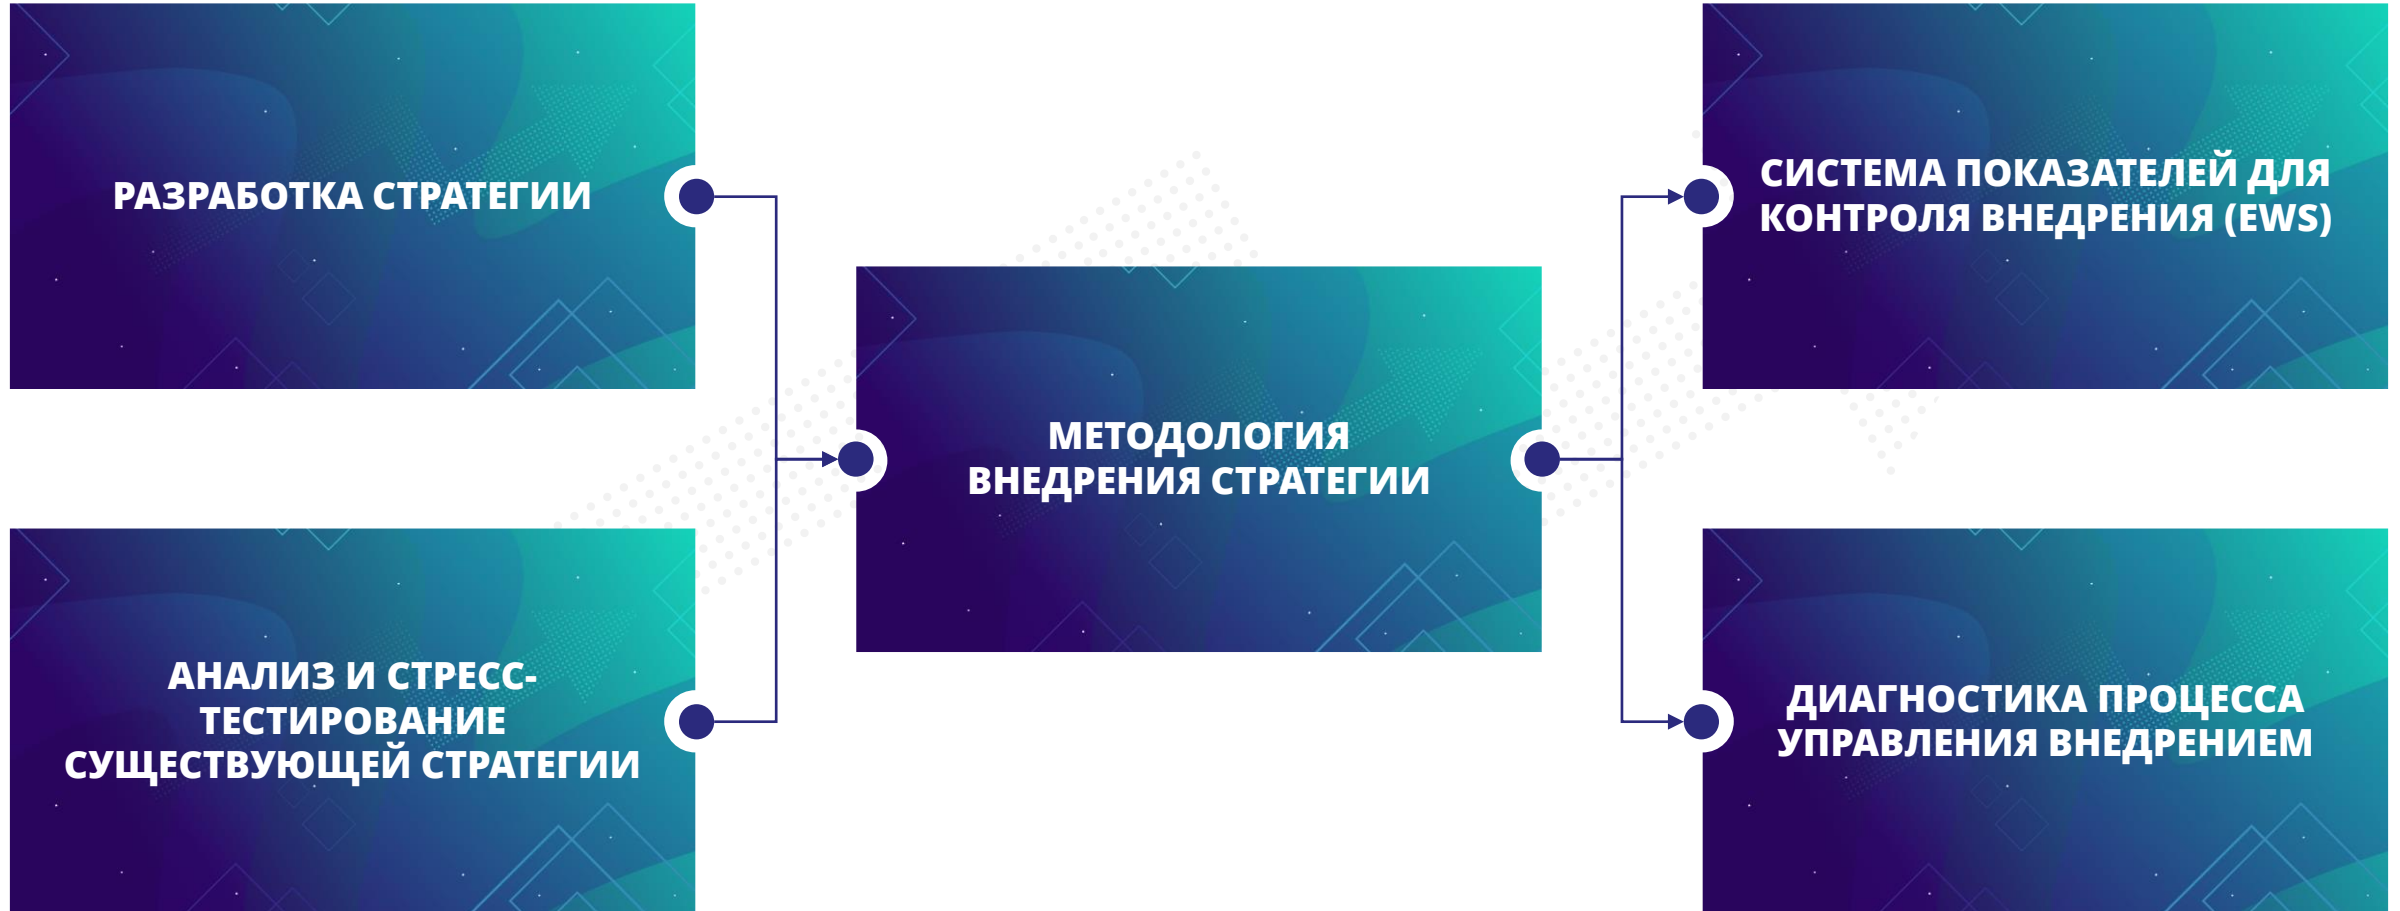 РАЗРАБОТКА СТРАТЕГИИ
АНАЛИЗ И СТРЕСС-
ТЕСТИРОВАНИЕ
СУЩЕСТВУЮЩЕЙ СТРАТЕГИИ
МЕТОДОЛОГИЯ
ВНЕДРЕНИЯ СТРАТЕГИИ
СИСТЕМА ПОКАЗАТЕЛЕЙ ДЛЯ
КОНТРОЛЯ ВНЕДРЕНИЯ (EWS)
ДИАГНОСТИКА ПРОЦЕССА
УПРАВЛЕНИЯ ВНЕДРЕНИЕМ